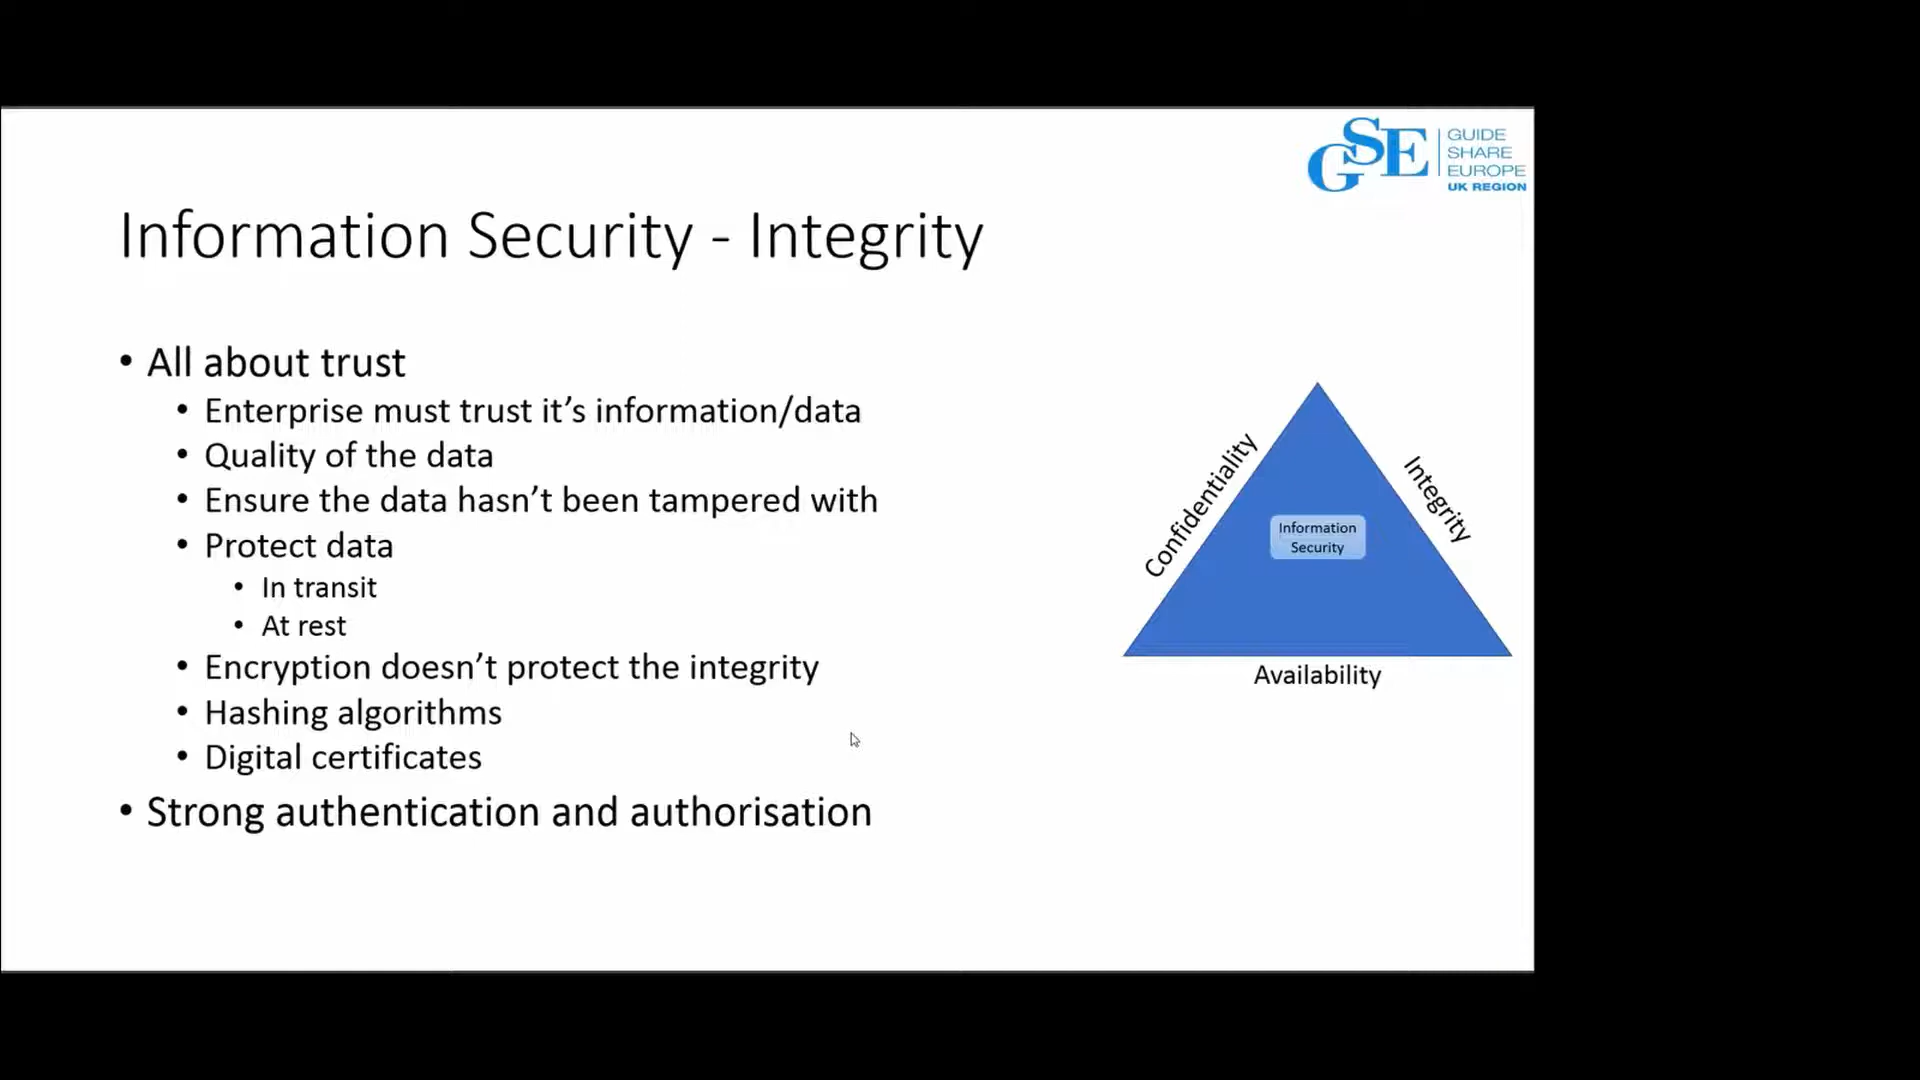 GSE
GUIDE
SHARE
EUROPE
UK REGION
Information Security - Integrity
• All about trust
• Enterprise must trust it’s information/data
• Quality of the data
• Ensure the data hasn’t been tampered with
• Protect data
• In transit
• At rest
• Encryption doesn’t protect the integrity
• Hashing algorithms
• Digital certificates
• Strong authentication and authorisation
Confidentiality
Integrity
Information
Security
Availability